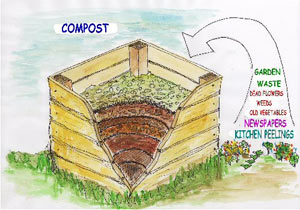 COMPOST
GARDEN
WASTE
DEAD FLOWERS
WEEDS
OLD VEGETABLES
NEWSPAPERS
KITCHEN PEELINGS